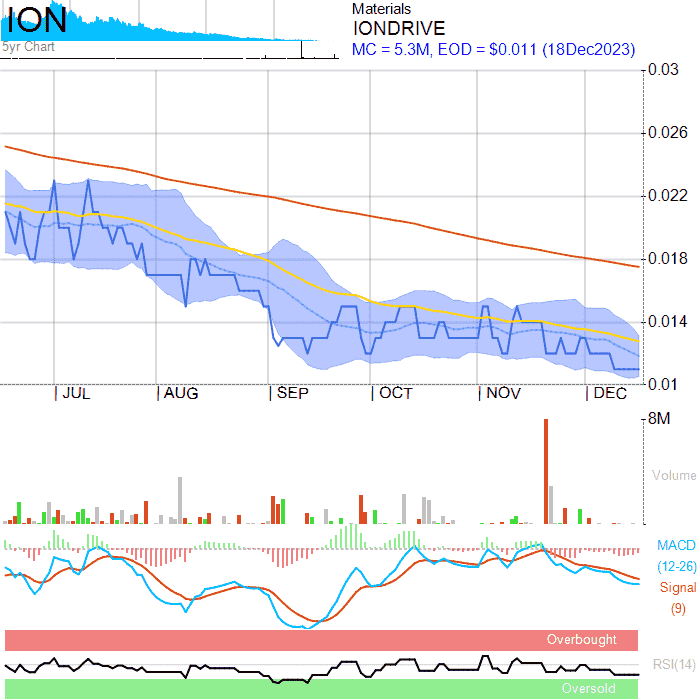 ION
5yr Chart
Materials
IONDRIVE
MC = 5.3M, EOD = $0.011 (18Dec2023)
0.03
0.026
0.022
0.018
0.014
0.01
JUL AUG SEP OCT NOV DEC
8M
Volume
MACD
(12-26)
Signal
(9)
Overbought
RSI(14)
Oversold